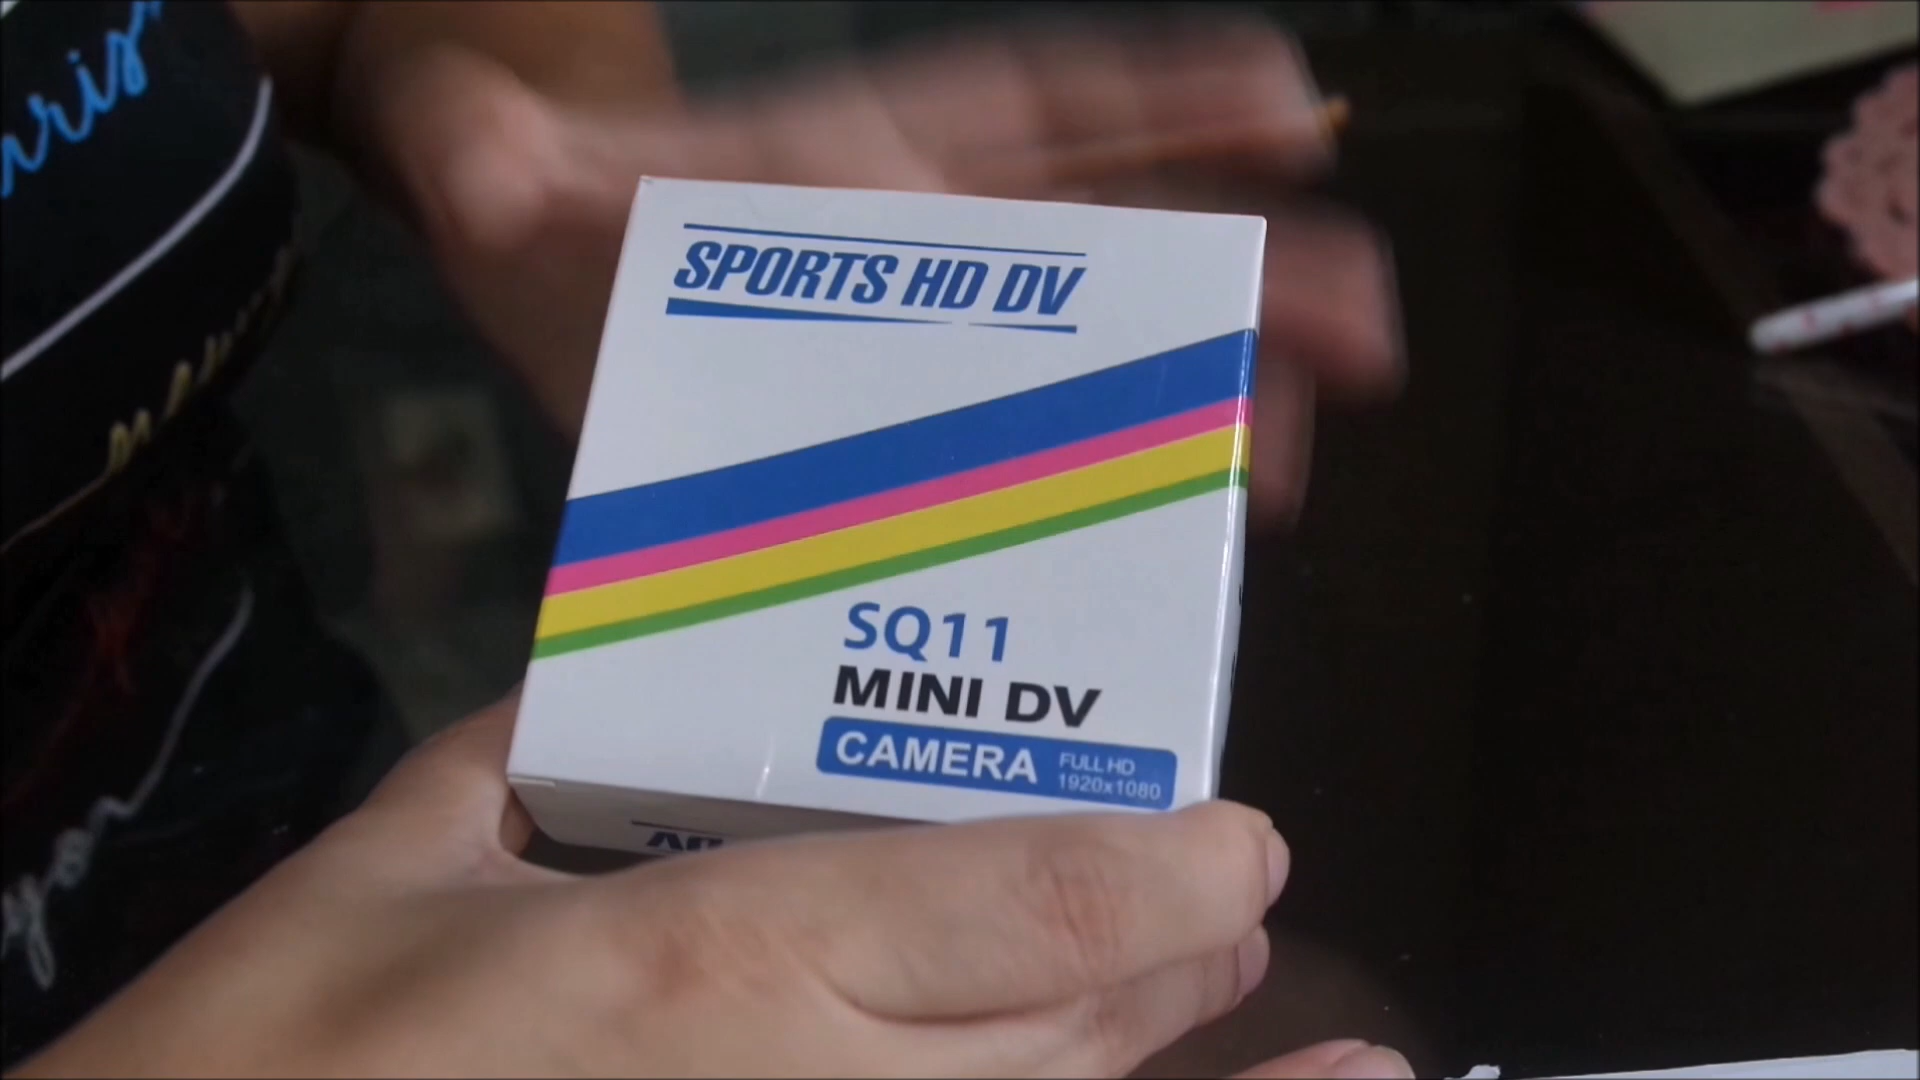 SPORTS HD DV
SQ11
MINI DV
CAMERA
FULL HD
1920x1080